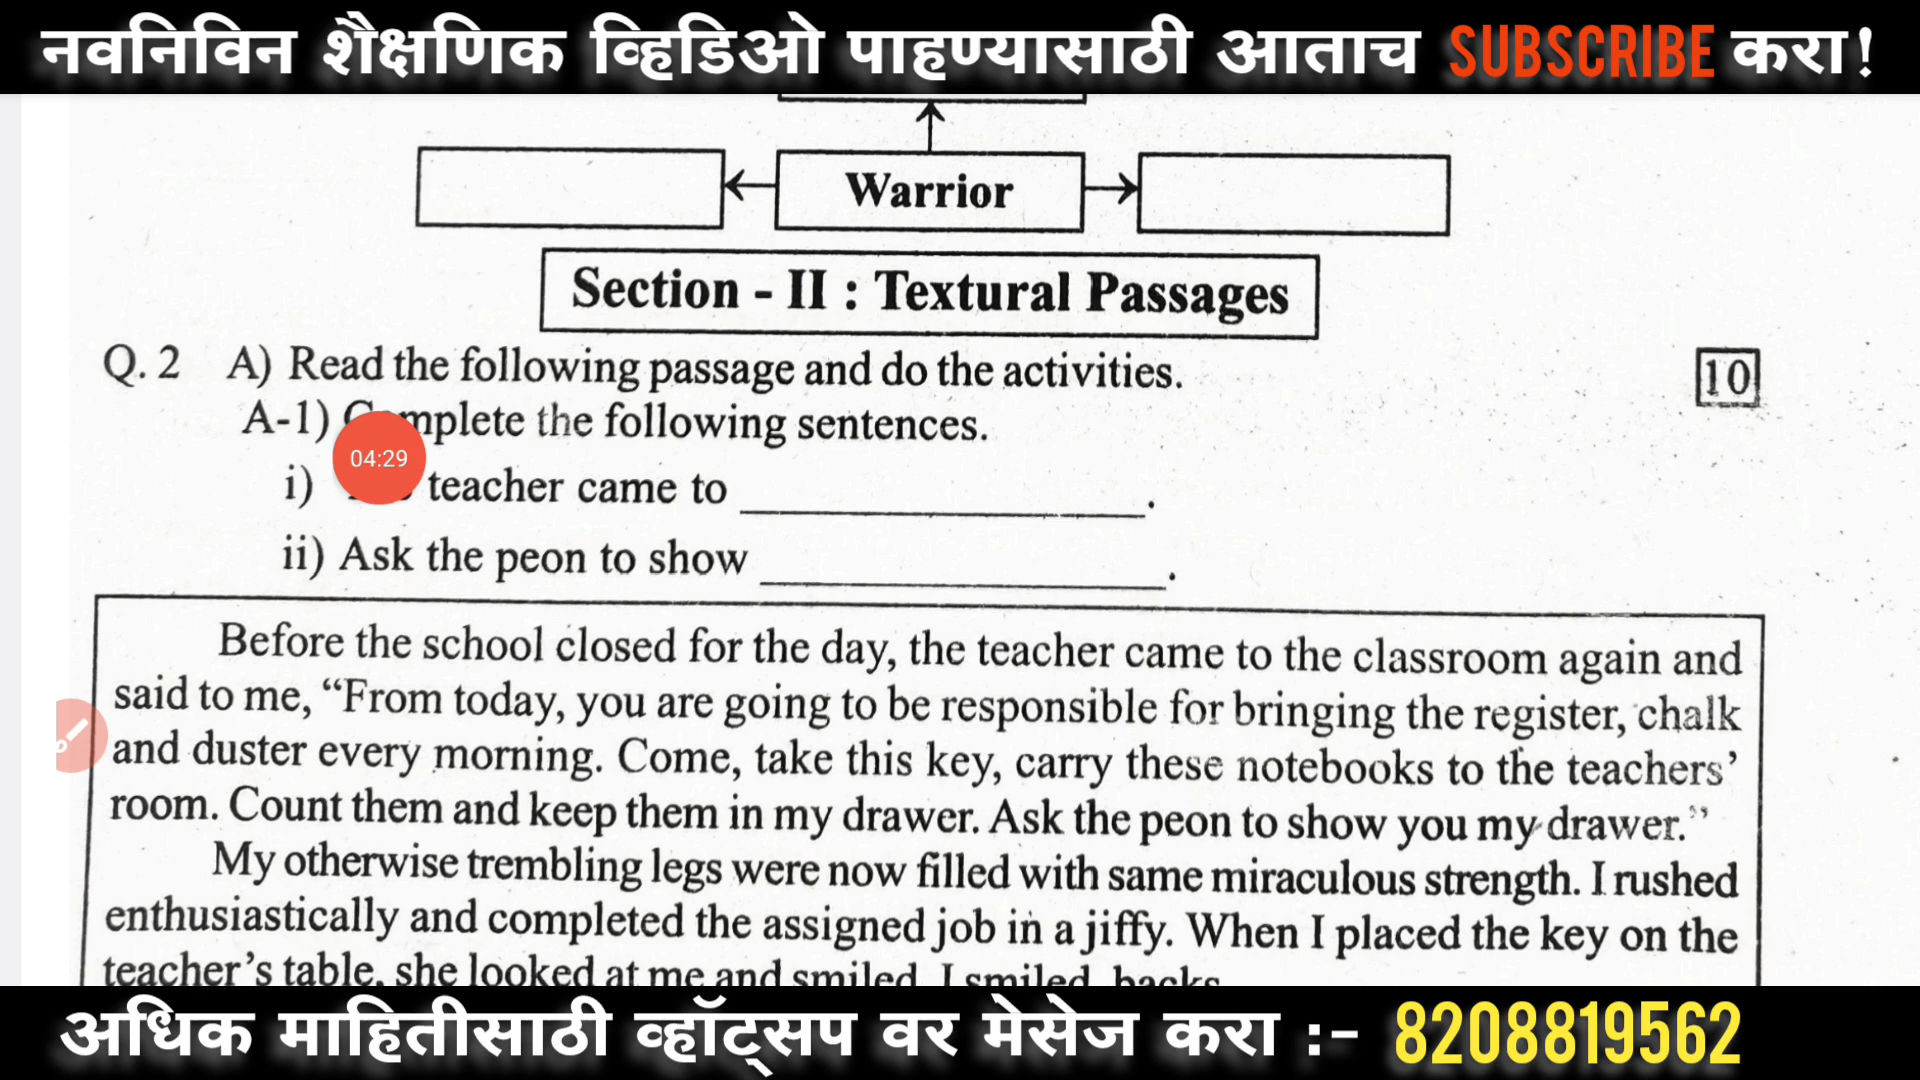 नवनिविन शैक्षणिक व्हिडिओ पाहण्यासाठी आताच SUBSCRIBE करा!
Warrior
Section - II : Textural Passages
Q. 2 A) Read the following passage and do the activities. 10
A-1) Complete the following sentences.
04:29
i) teacher came to ____________.
ii) Ask the peon to show ____________.
Before the school closed for the day, the teacher came to the classroom again and
said to me, “From today, you are going to be responsible for bringing the register, chalk
and duster every morning. Come, take this key, carry these notebooks to the teachers’
room. Count them and keep them in my drawer. Ask the peon to show you my drawer.”
My otherwise trembling legs were now filled with same miraculous strength. I rushed
enthusiastically and completed the assigned job in a jiffy. When I placed the key on the
teacher’s table, she looked at me and smiled. I smiled backs
अधिक माहितीसाठी व्हॉट्सप वर मेसेज करा :- 8208819562